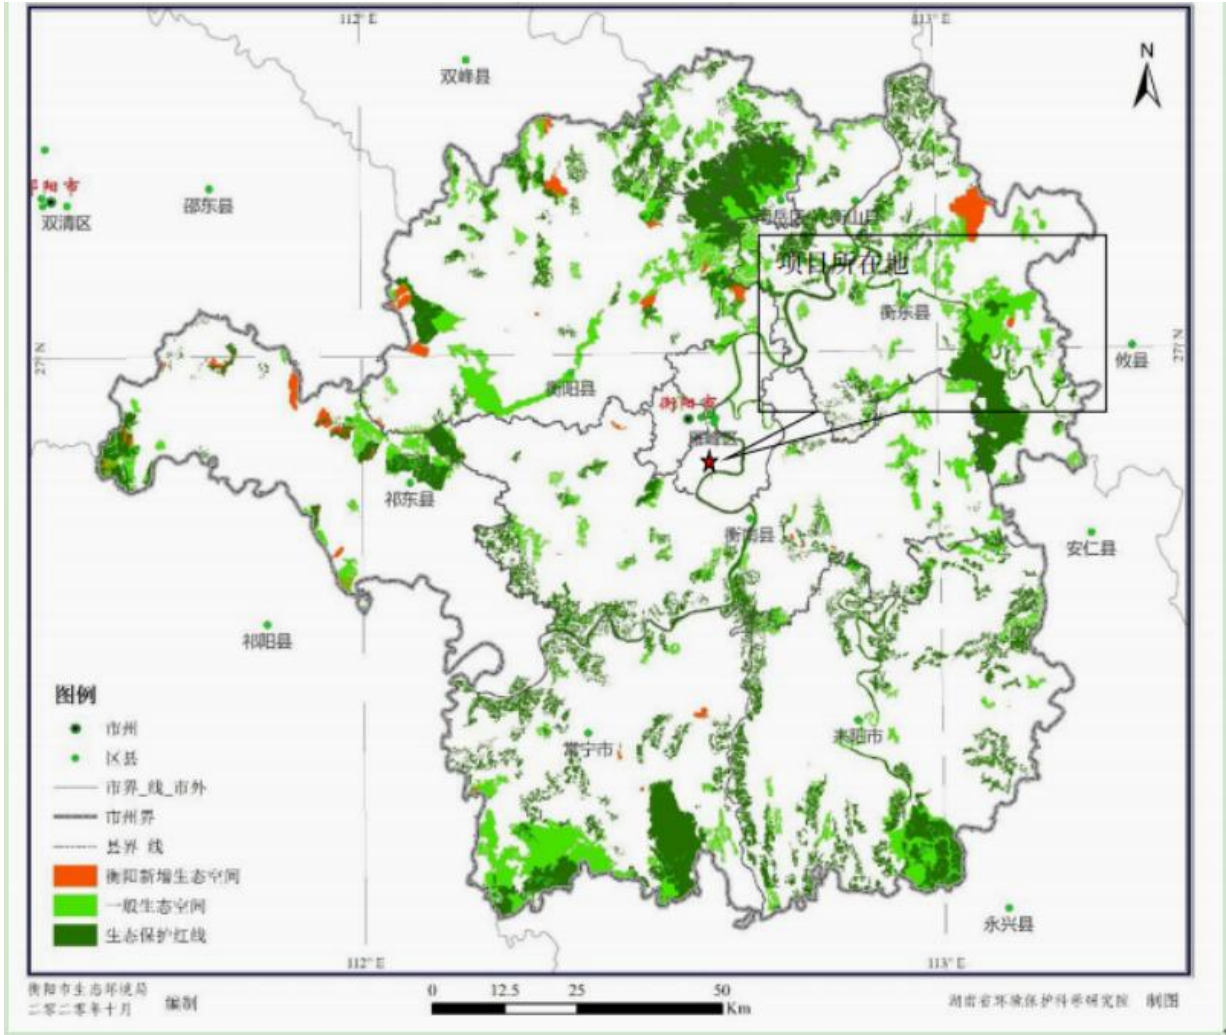 112° E
113° E
N
双峰县
邵东县
双清区
南岳区
衡山县
项目所在地
衡东县
27° N
27° N
攸县
衡阳县
衡阳市
雁峰区
祁东县
衡南县
安仁县
祁阳县
常宁市
耒阳市
永兴县
图例
市州
区县
市界_线_市外
市州界
县界 线
衡阳新增生态空间
一般生态空间
生态保护红线
112° E
113° E
衡阳市生态环境局
二零二零年十月 编制
0 12.5 25 50
Km
湖南省环境保护科学研究院 制图